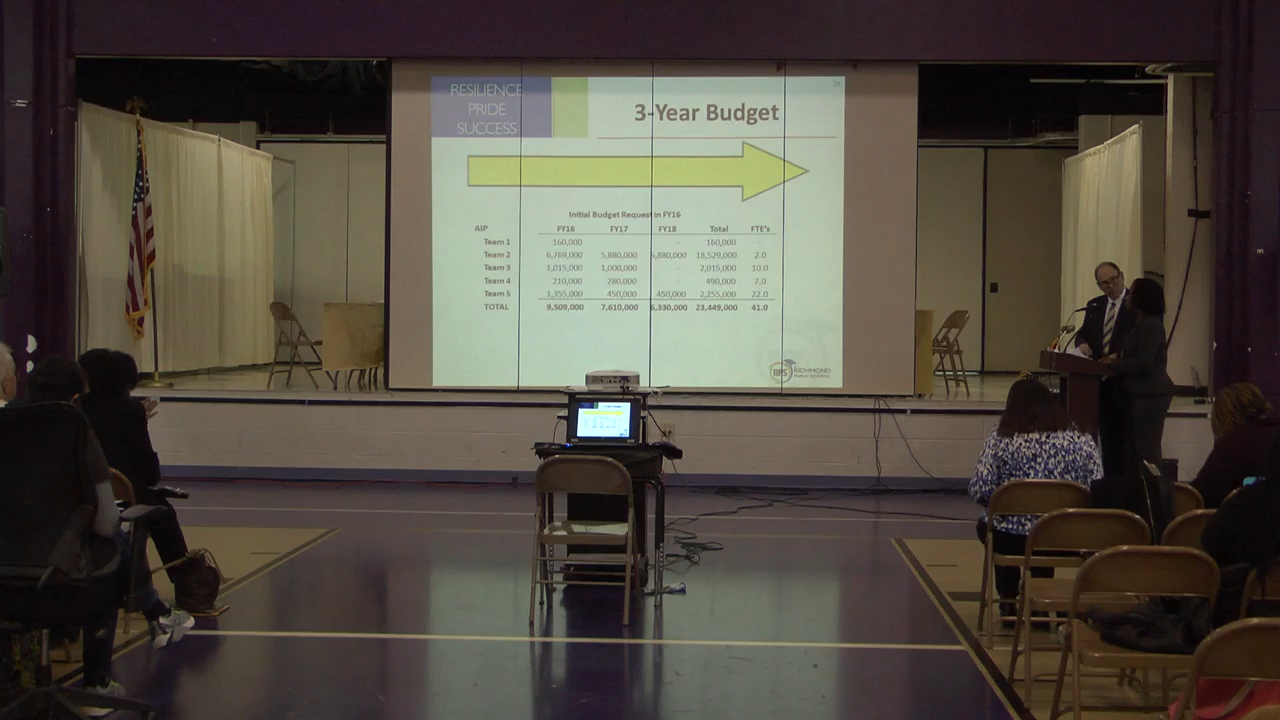 RESILIENCE
PRIDE
SUCCESS
3-Year Budget
Initial Budget Request in FY16
AIP FY16 FY17 FY18 Total FTE's
Team 1 160,000 - - 160,000 -
Team 2 6,769,000 5,880,000 5,880,000 18,529,000 2.0
Team 3 1,015,000 1,000,000 - 2,015,000 10.0
Team 4 210,000 280,000 - 490,000 7.0
Team 5 1,355,000 450,000 450,000 2,255,000 22.0
TOTAL 9,509,000 7,610,000 6,330,000 23,449,000 41.0
RPS RICHMOND
PUBLIC SCHOOLS
3-Year Budget